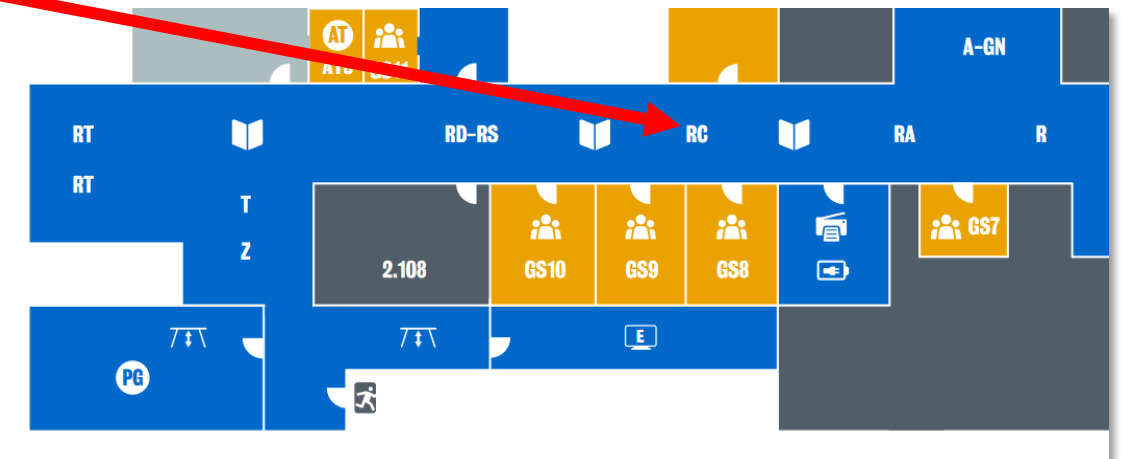 AT
A-GN
RT
RD-RS
RC
RA
R
RT
T
Z
2.108
GS10
GS9
GS8
GS7
E
PG